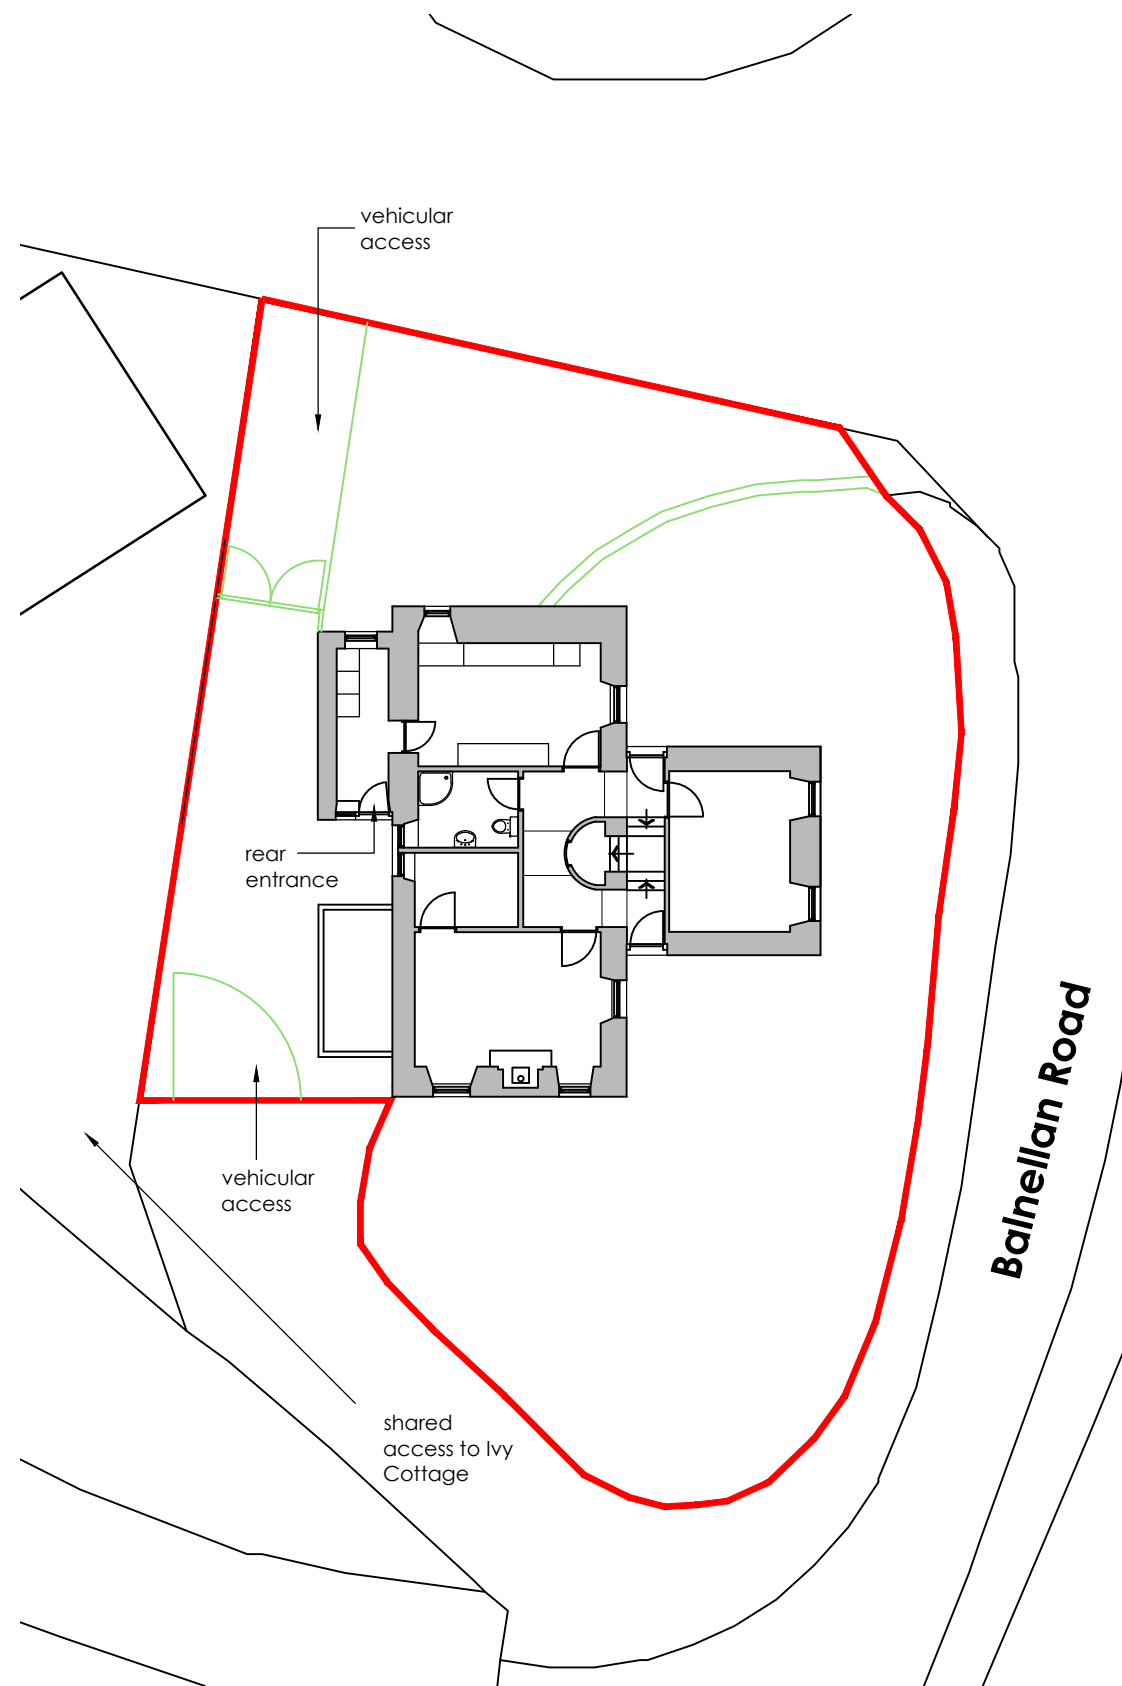 vehicular
access
rear
entrance
Balnellan Road
vehicular
access
shared
access to Ivy
Cottage